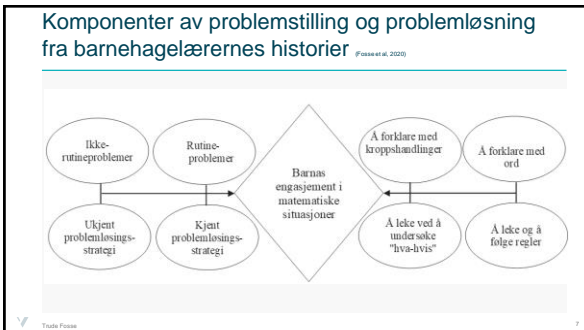 Komponenter av problemstilling og problemløsning
fra barnehagelærernes historier (Fosse et al, 2020)
Ikke-
rutineproblemer
Rutine-
problemer
Ukjent
problemløsings-
strategi
Kjent
problemløsings-
strategi
Barnas
engasjement i
matematiske
situasjoner
Å forklare med
kroppshandlinger
Å forklare med
ord
Å leke ved å
undersøke
"hva-hvis"
Å leke og å
følge regler
Trude Fosse
7